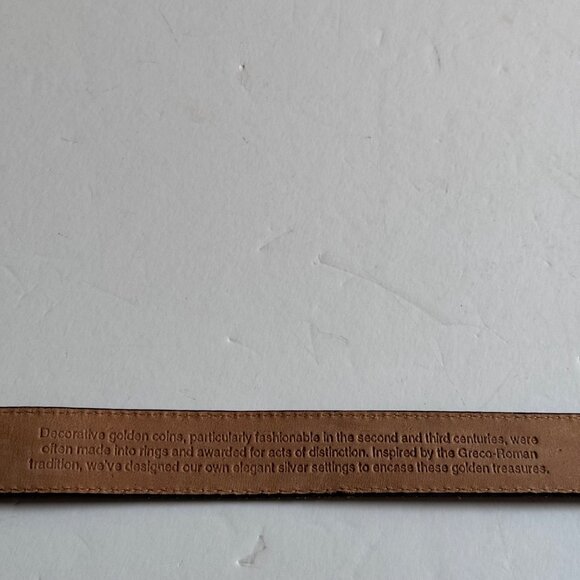 Decorative golden coins, particularly fashionable in the second and third centuries, were
often made into rings and awarded for acts of distinction. Inspired by the Greco-Roman
tradition, we've designed our own elegant silver settings to encase these golden treasures.